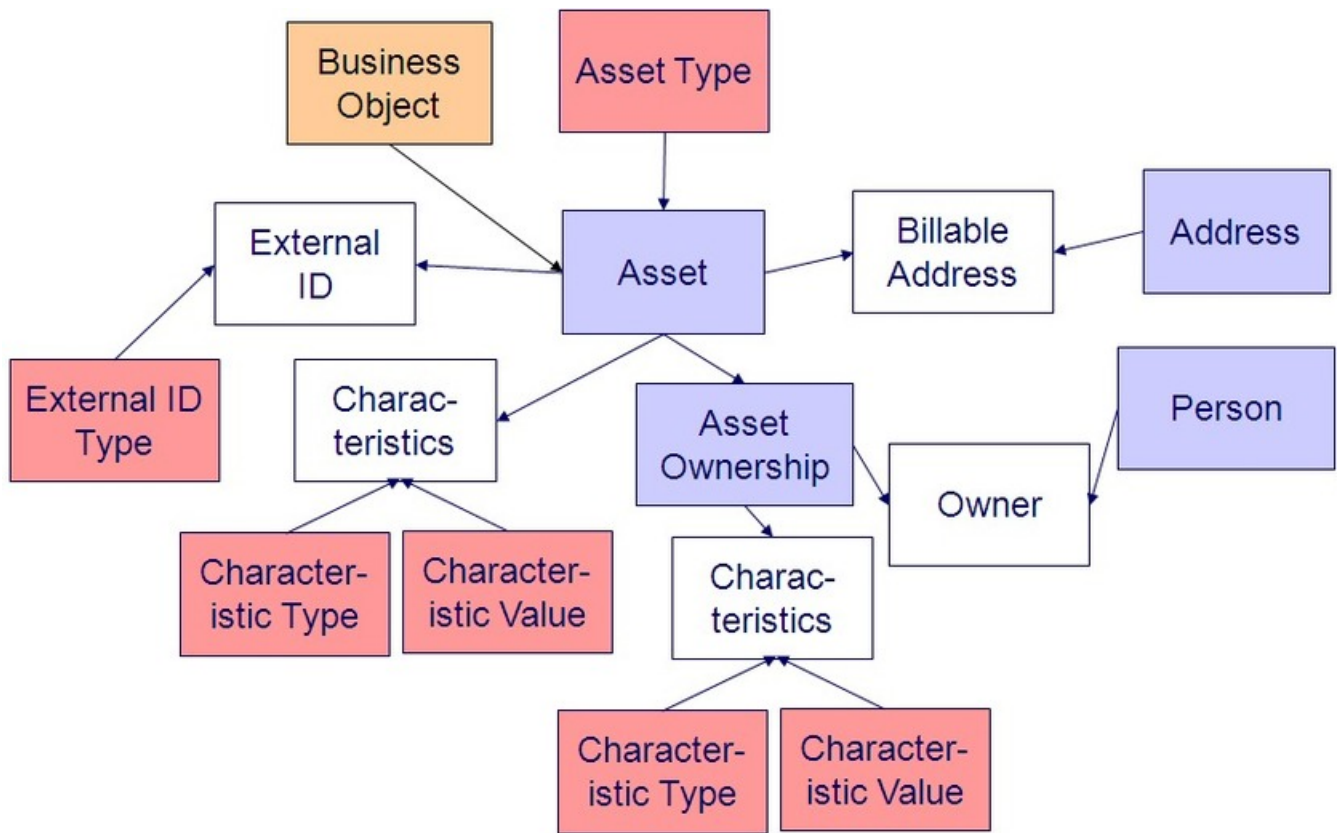 Business
Object
Asset Type
External
ID
Asset
Billable
Address
Address
External ID
Type
Charac-
teristics
Asset
Ownership
Person
Owner
Character-
istic Type
Character-
istic Value
Charac-
teristics
Character-
istic Type
Character-
istic Value